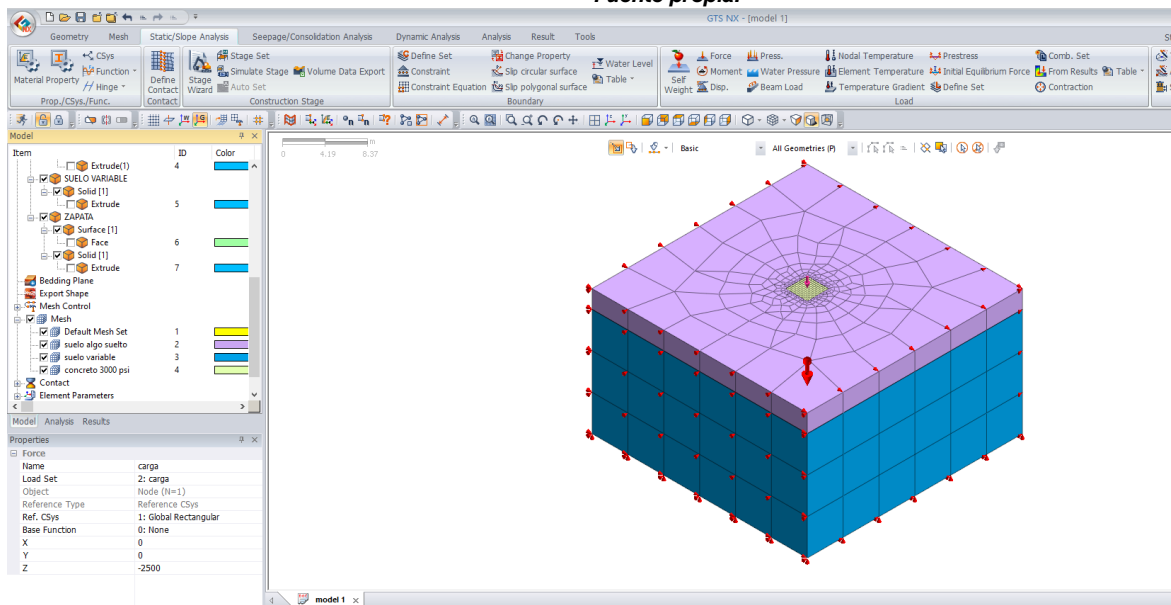 Fuente propia.
GTS NX - [model 1]
Geometry Mesh Static/Slope Analysis Seepage/Consolidation Analysis Dynamic Analysis Analysis Result Tools
Material Property
CSys
Function
Hinge
Prop./CSys./Func.
Define Contact
Contact
Stage Wizard
Stage Set
Simulate Stage Volume Data Export
Auto Set
Construction Stage
Define Set Change Property
Constraint Slip circular surface
Constraint Equation Slip polygonal surface
Water Level
Table
Boundary
Self Weight
Force Press. Nodal Temperature Prestress Comb. Set
Moment Water Pressure Element Temperature Initial Equilibrium Force From Results Table
Disp. Beam Load Temperature Gradient Define Set Contraction
Load
Model
Item ID Color
Extrude(1) 4
SUELO VARIABLE
Solid [1]
Extrude 5
ZAPATA
Surface [1]
Face 6
Solid [1]
Extrude 7
Bedding Plane
Export Shape
Mesh Control
Mesh
Default Mesh Set 1
suelo algo suelto 2
suelo variable 3
concreto 3000 psi 4
Contact
Element Parameters
Model Analysis Results
Properties
Force
Name carga
Load Set 2: carga
Object Node (N=1)
Reference Type Reference CSys
Ref. CSys 1: Global Rectangular
Base Function 0: None
X 0
Y 0
Z -2500
m
0 4.19 8.37
Basic All Geometries (P)
model 1